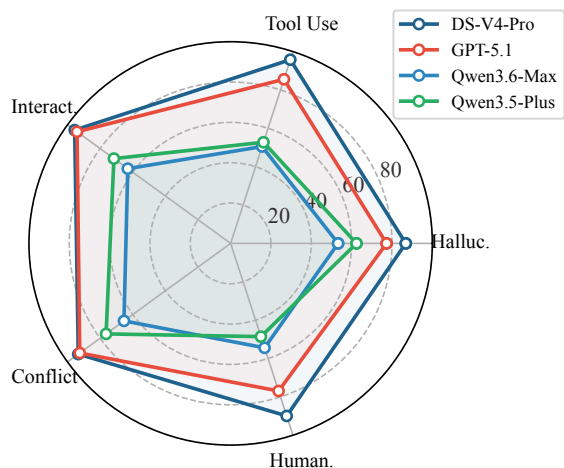 Tool Use
DS-V4-Pro
GPT-5.1
Qwen3.6-Max
Qwen3.5-Plus
Interact.
80
60
40
20
Halluc.
Conflict
Human.